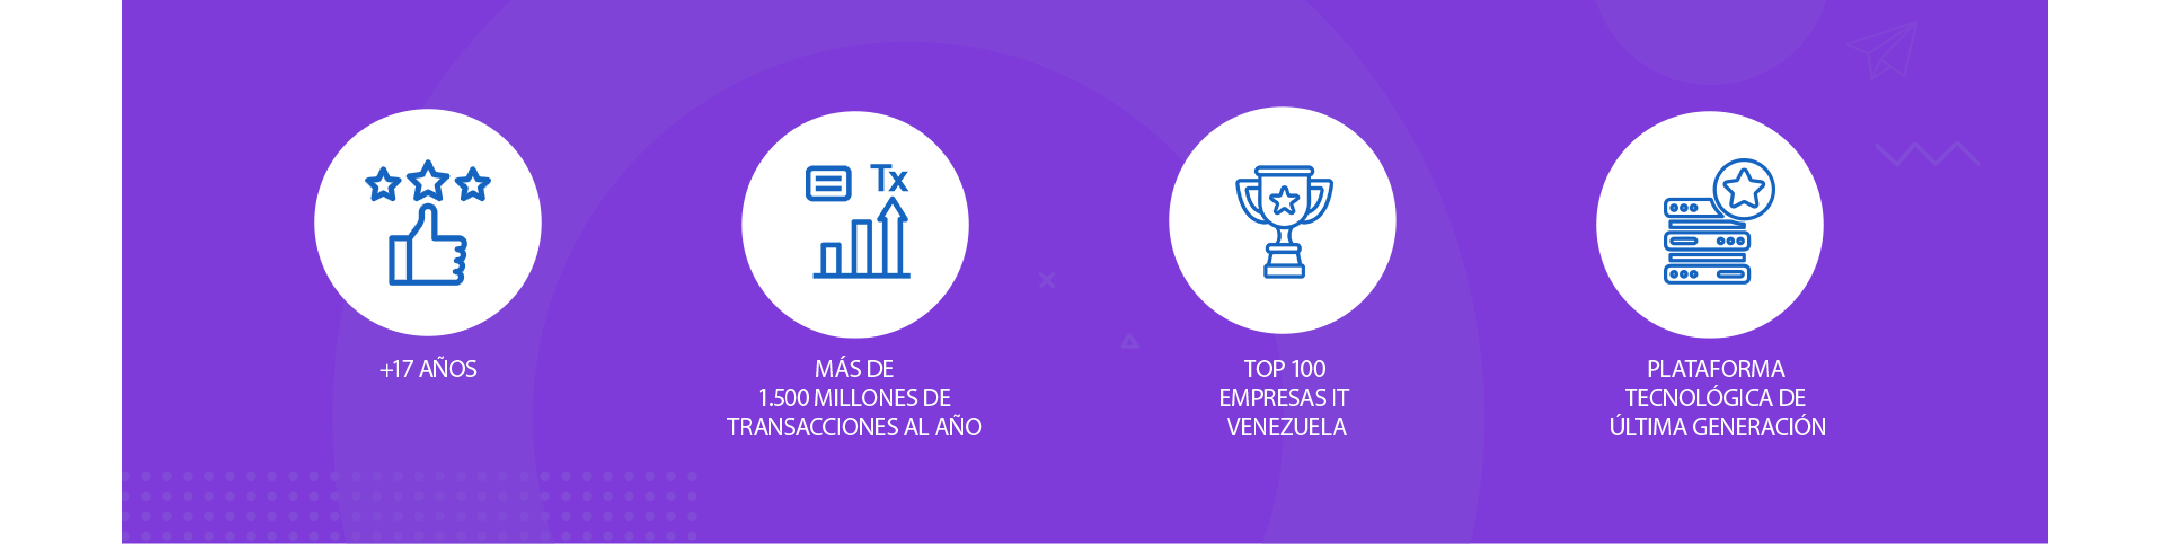 Tx
+17 AÑOS
MÁS DE
1.500 MILLONES DE
TRANSACCIONES AL AÑO
TOP 100
EMPRESAS IT
VENEZUELA
PLATAFORMA
TECNOLÓGICA DE
ÚLTIMA GENERACIÓN